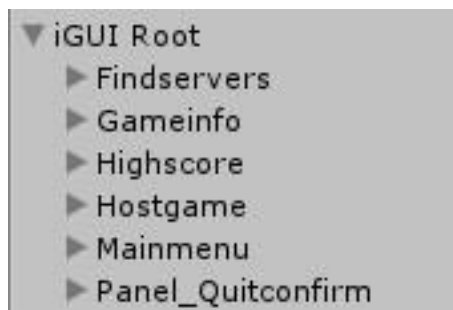 iGUI Root
Findservers
Gameinfo
Highscore
Hostgame
Mainmenu
Panel_Quitconfirm